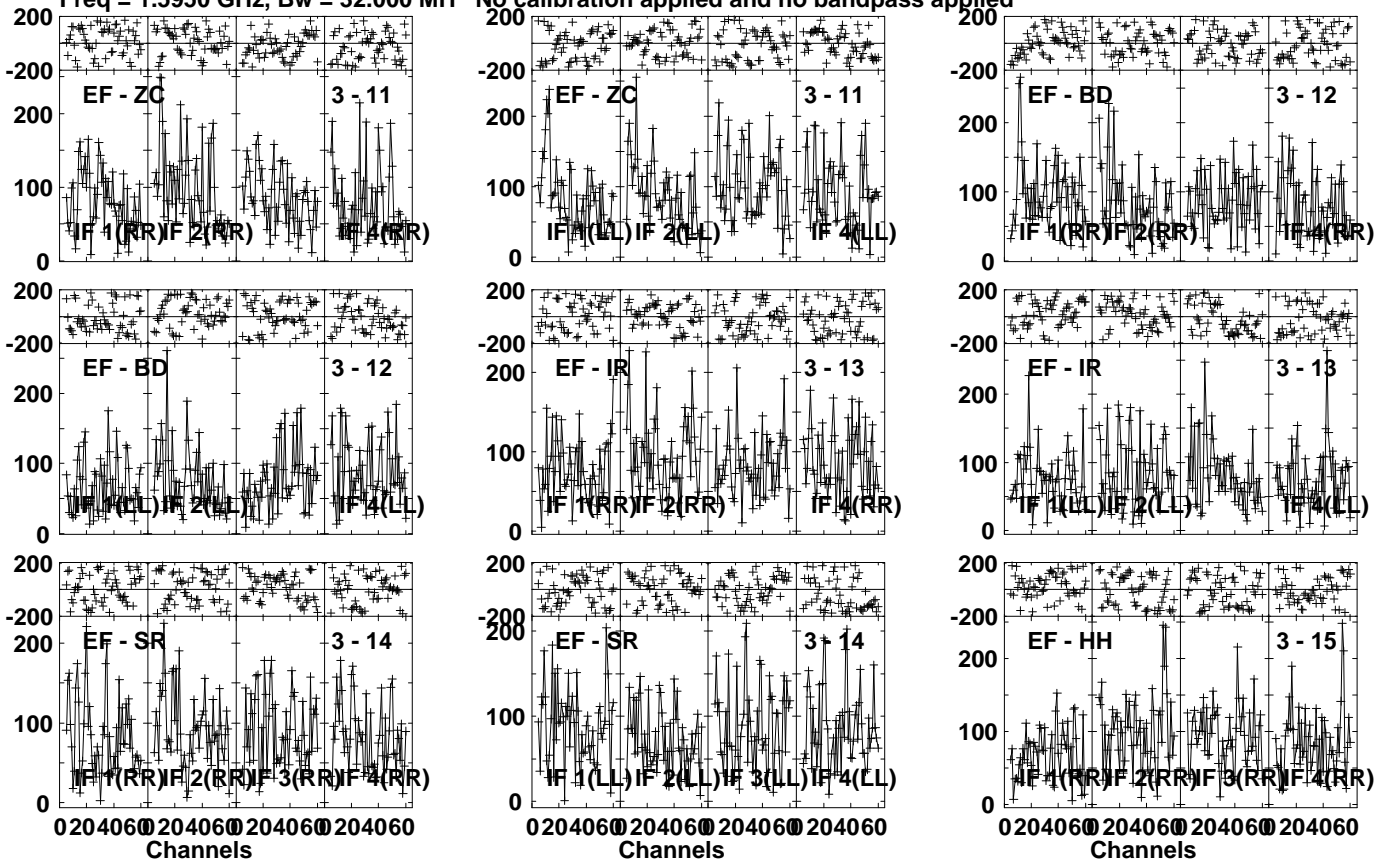 Freq = 1.5950 GHz, Bw = 32.000 MH No calibration applied and no bandpass applied
200
-200
200
100
0
EF - ZC
3 - 11
IF 1(RR)
IF 2(RR)
IF 4(RR)
200
-200
200
100
0
EF - ZC
3 - 11
IF 1(LL)
IF 2(LL)
IF 4(LL)
200
-200
200
100
0
EF - BD
3 - 12
IF 1(RR)
IF 2(RR)
IF 4(RR)
200
-200
200
100
0
EF - BD
3 - 12
IF 1(LL)
IF 2(LL)
IF 4(LL)
200
-200
200
100
0
EF - IR
3 - 13
IF 1(RR)
IF 2(RR)
IF 4(RR)
200
-200
200
100
0
EF - IR
3 - 13
IF 1(LL)
IF 2(LL)
IF 4(LL)
200
-200
200
100
0
EF - SR
3 - 14
IF 1(RR)
IF 2(RR)
IF 3(RR)
IF 4(RR)
0 20 40 60 0 20 40 60 0 20 40 60 0 20 40 60
Channels
200
-200
200
100
0
EF - SR
3 - 14
IF 1(LL)
IF 2(LL)
IF 3(LL)
IF 4(LL)
0 20 40 60 0 20 40 60 0 20 40 60 0 20 40 60
Channels
200
-200
200
100
0
EF - HH
3 - 15
IF 1(RR)
IF 2(RR)
IF 3(RR)
IF 4(RR)
0 20 40 60 0 20 40 60 0 20 40 60 0 20 40 60
Channels